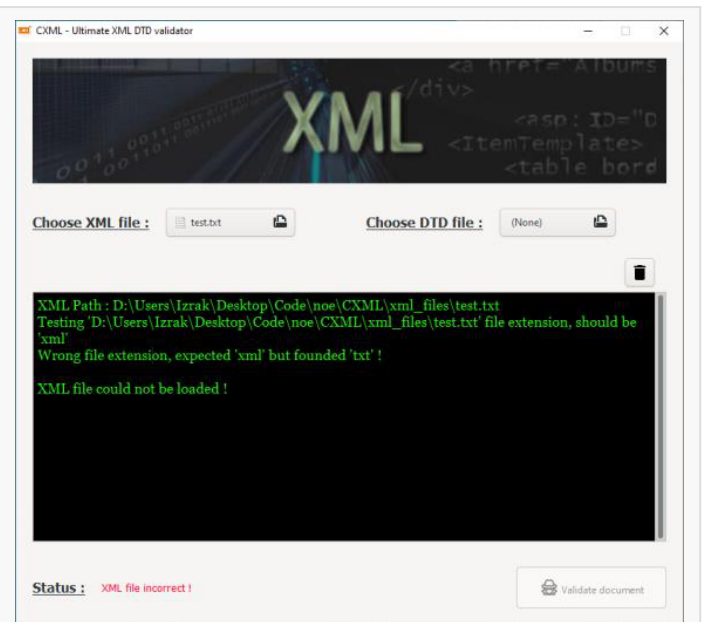 CXML - Ultimate XML DTD validator
<a href="Albums
</div>
XML
<asp: ID="D
<ItemTemplate>
<table bord
Choose XML file :
test.txt
Choose DTD file :
(None)
XML Path : D:\Users\Izrak\Desktop\Code\noe\CXML\xml_files\test.txt
Testing 'D:\Users\Izrak\Desktop\Code\noe\CXML\xml_files\test.txt' file extension, should be
'xml'
Wrong file extension, expected 'xml' but founded 'txt' !
XML file could not be loaded !
Status :
XML file incorrect !
Validate document